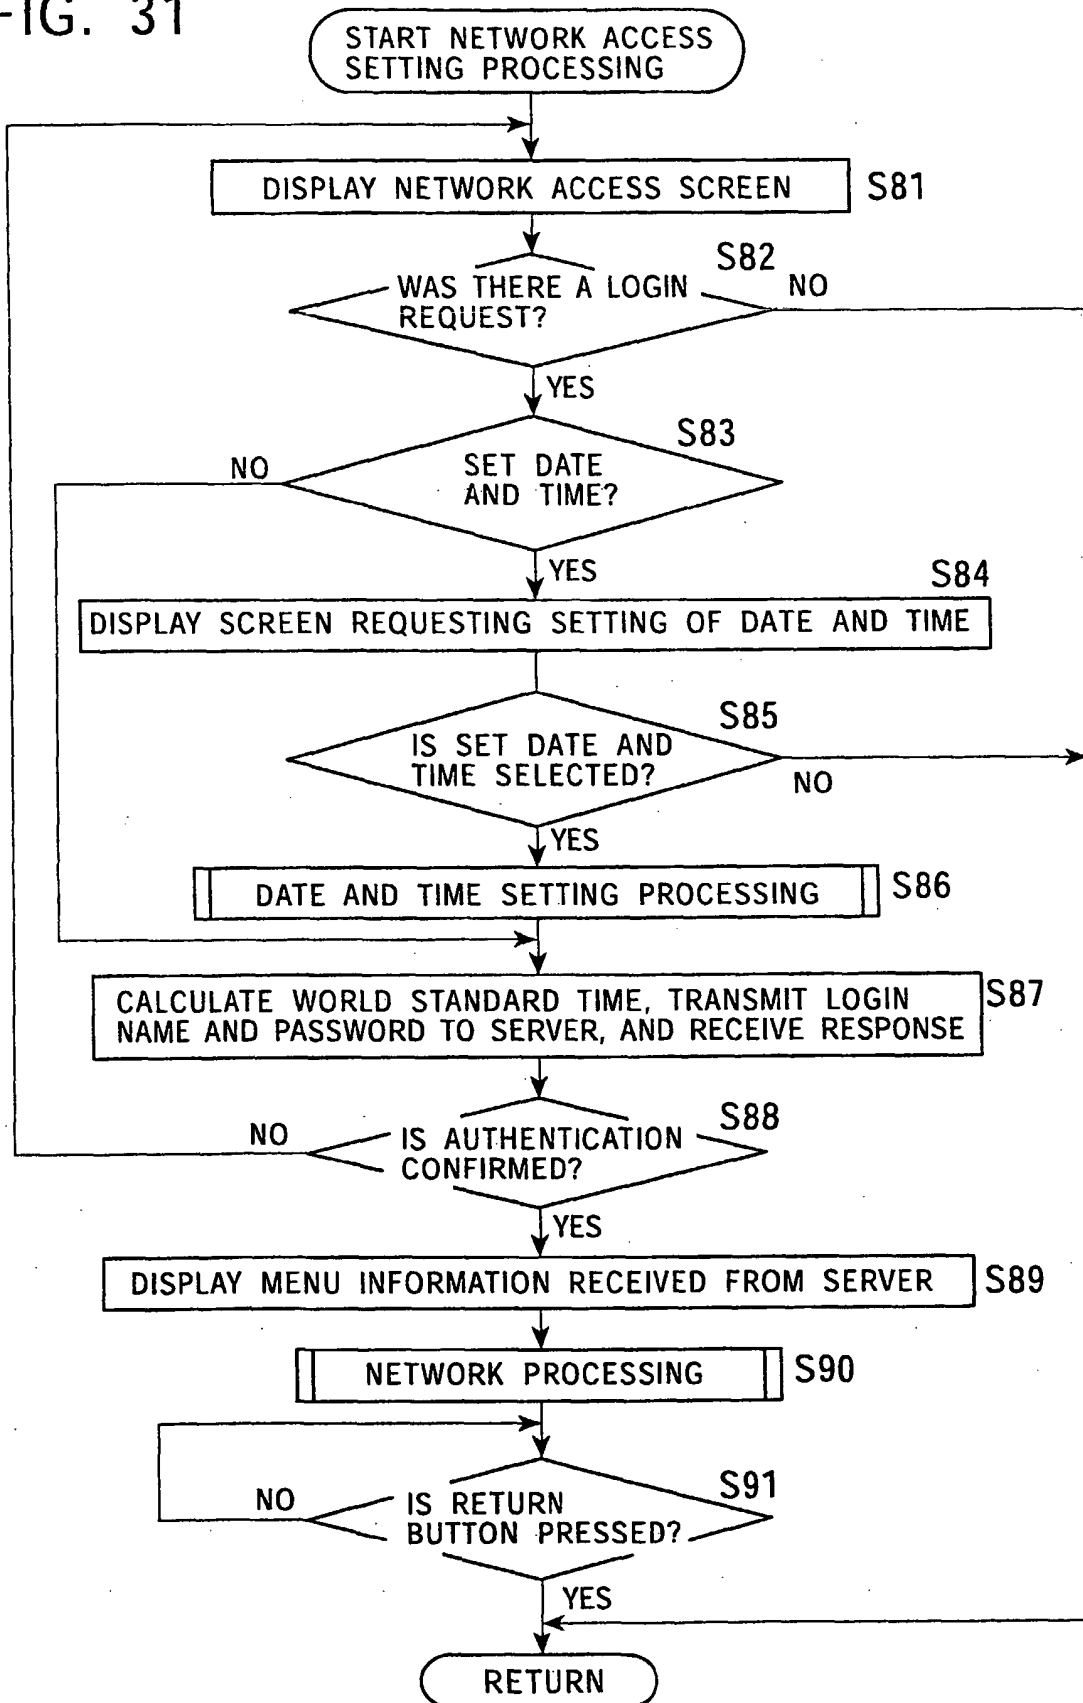 FIG. 31
START NETWORK ACCESS
SETTING PROCESSING
DISPLAY NETWORK ACCESS SCREEN
S81
S82
WAS THERE A LOGIN
REQUEST?
NO
YES
S83
SET DATE
AND TIME?
NO
YES
S84
DISPLAY SCREEN REQUESTING SETTING OF DATE AND TIME
S85
IS SET DATE AND
TIME SELECTED?
NO
YES
DATE AND TIME SETTING PROCESSING
S86
CALCULATE WORLD STANDARD TIME, TRANSMIT LOGIN
NAME AND PASSWORD TO SERVER, AND RECEIVE RESPONSE
S87
S88
IS AUTHENTICATION
CONFIRMED?
NO
YES
DISPLAY MENU INFORMATION RECEIVED FROM SERVER
S89
NETWORK PROCESSING
S90
S91
IS RETURN
BUTTON PRESSED?
NO
YES
RETURN